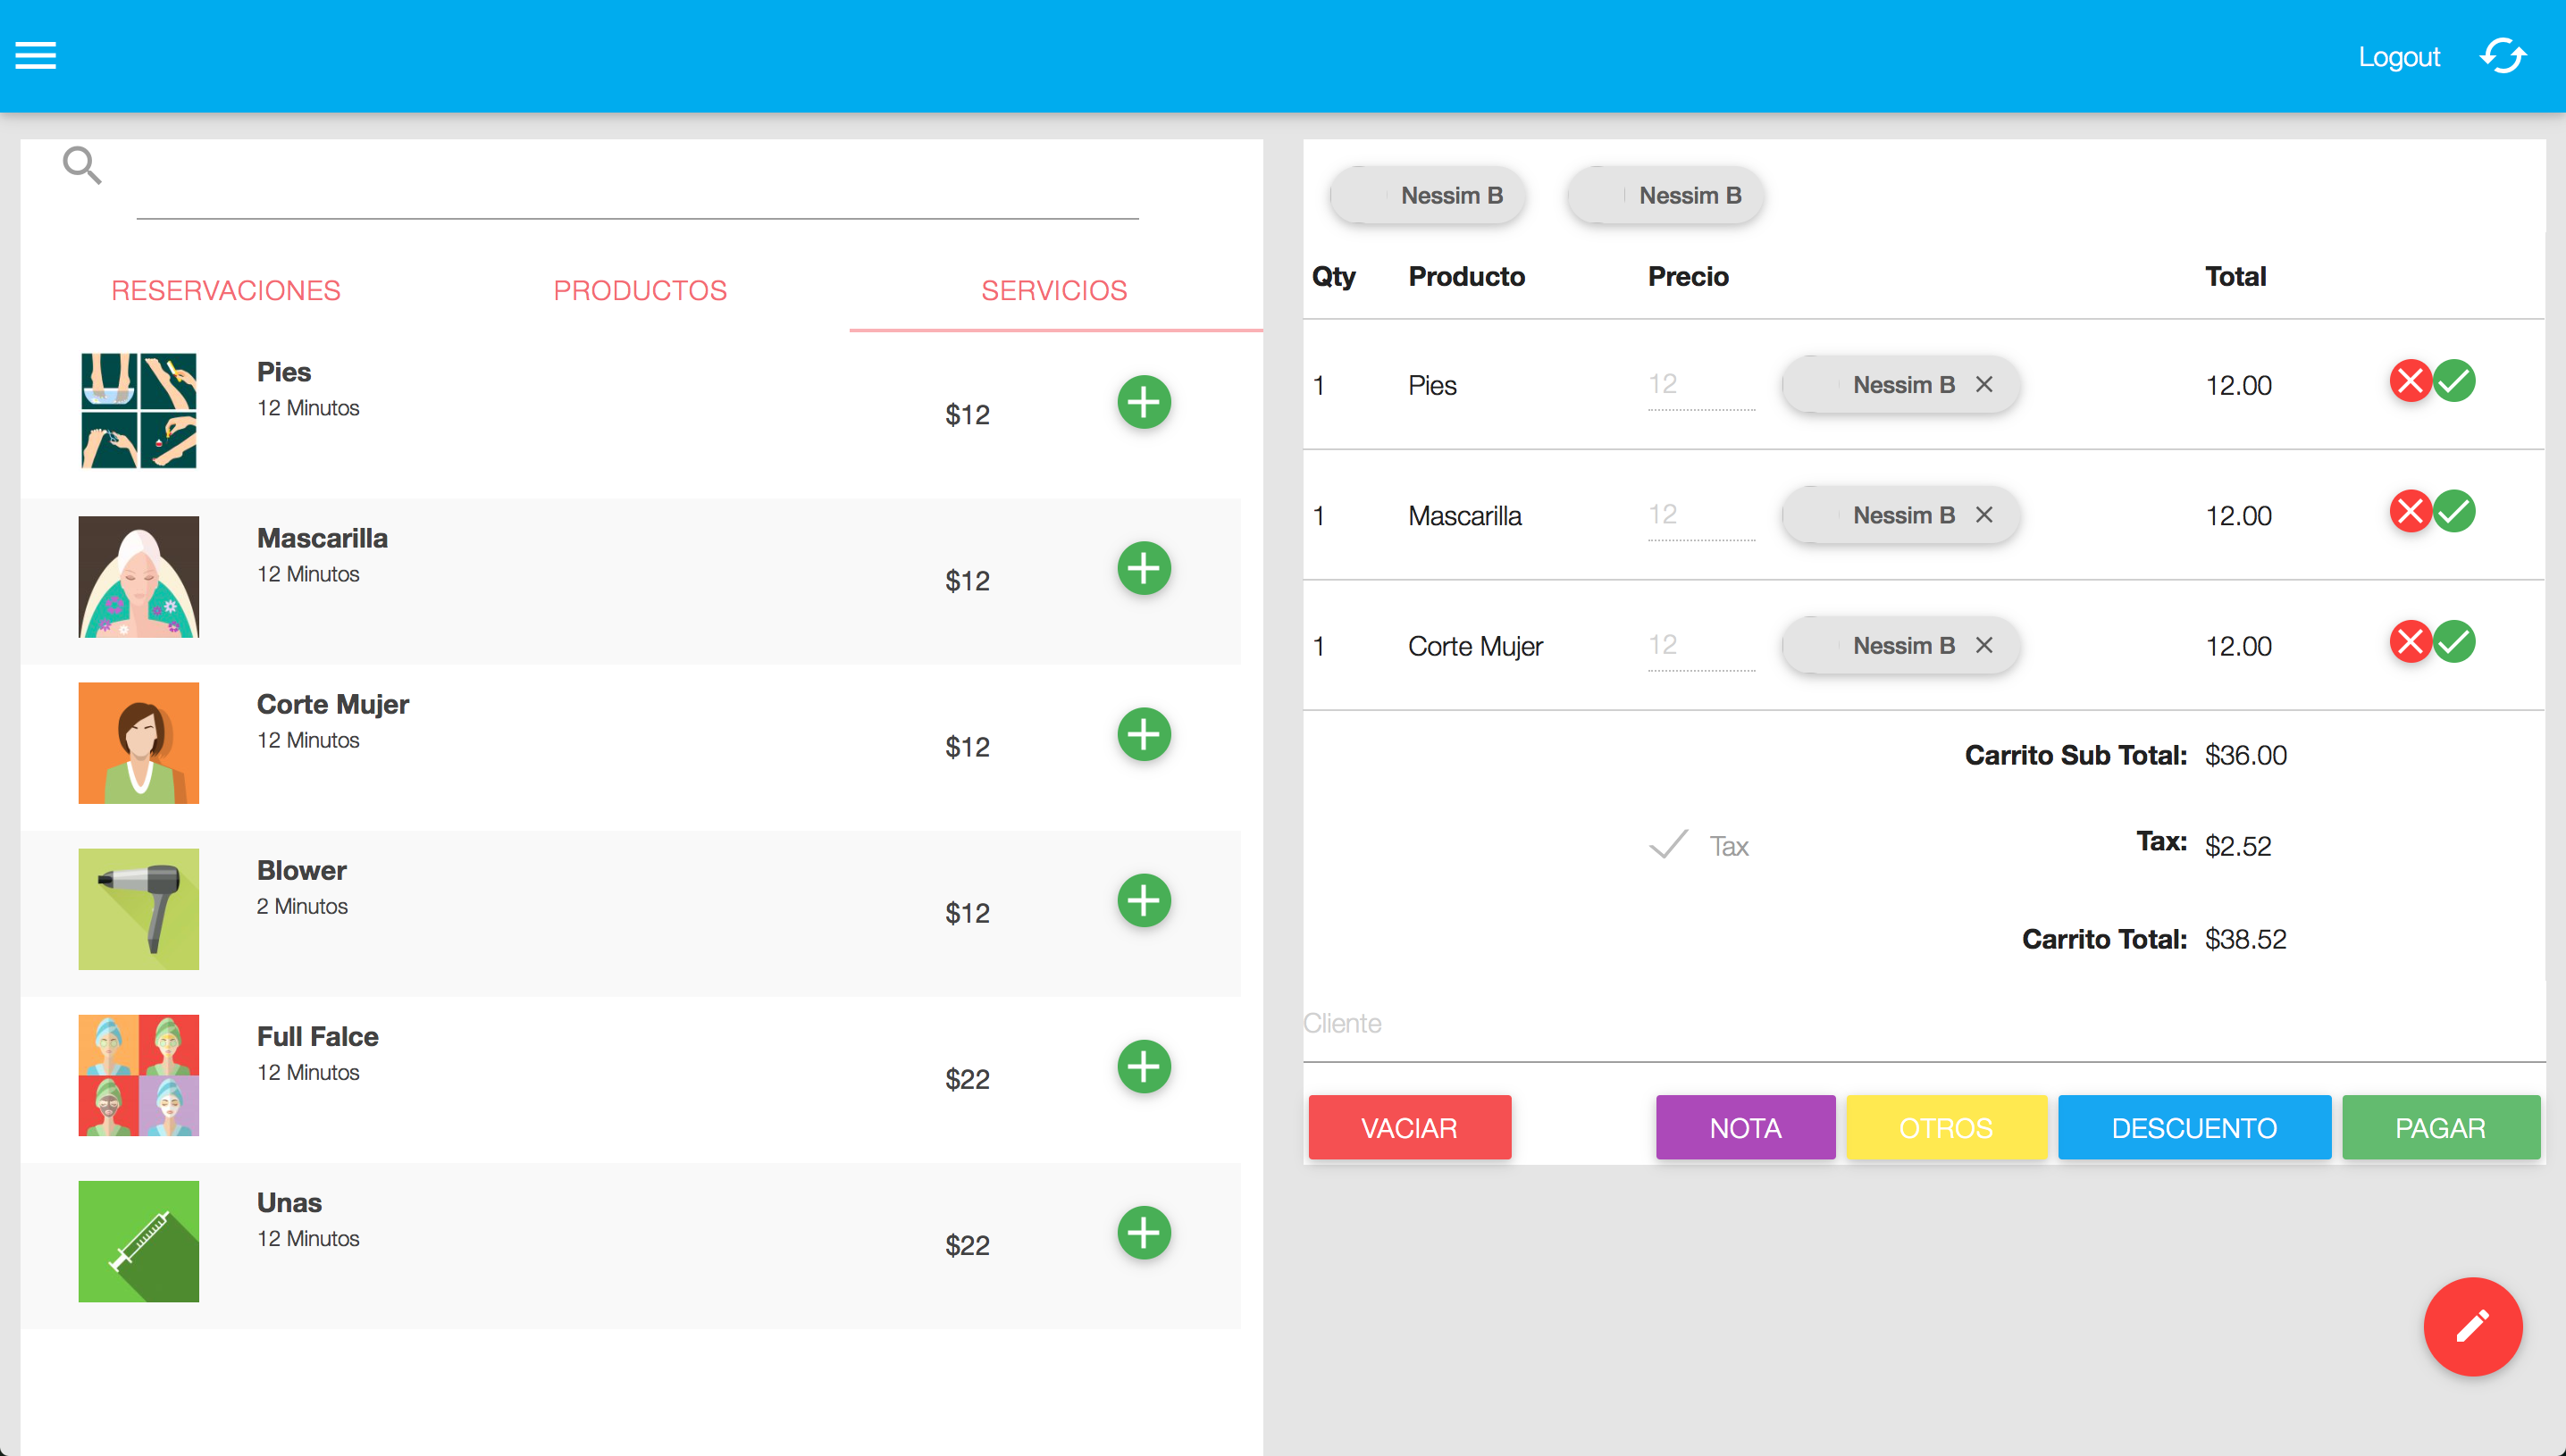 Logout
RESERVACIONES PRODUCTOS SERVICIOS
Pies
12 Minutos
$12
Mascarilla
12 Minutos
$12
Corte Mujer
12 Minutos
$12
Blower
2 Minutos
$12
Full Falce
12 Minutos
$22
Unas
12 Minutos
$22
Nessim B Nessim B
Qty Producto Precio Total
1 Pies 12 Nessim B 12.00
1 Mascarilla 12 Nessim B 12.00
1 Corte Mujer 12 Nessim B 12.00
Carrito Sub Total: $36.00
Tax Tax: $2.52
Carrito Total: $38.52
Cliente
VACIAR NOTA OTROS DESCUENTO PAGAR